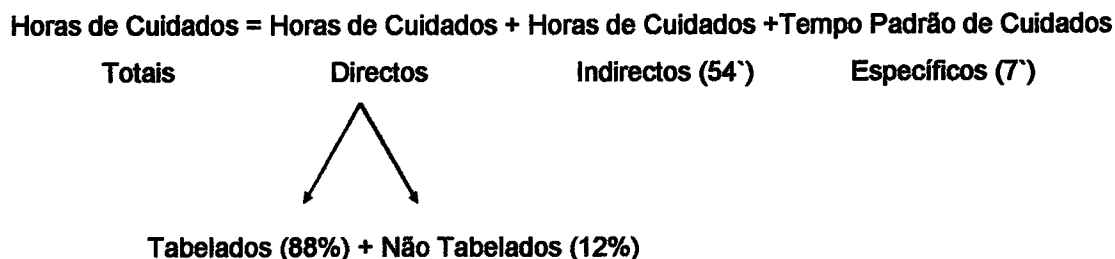 Horas de Cuidados = Horas de Cuidados + Horas de Cuidados +Tempo Padrão de Cuidados
Totais Directos Indirectos (54`) Específicos (7`)
Tabelados (88%) + Não Tabelados (12%)